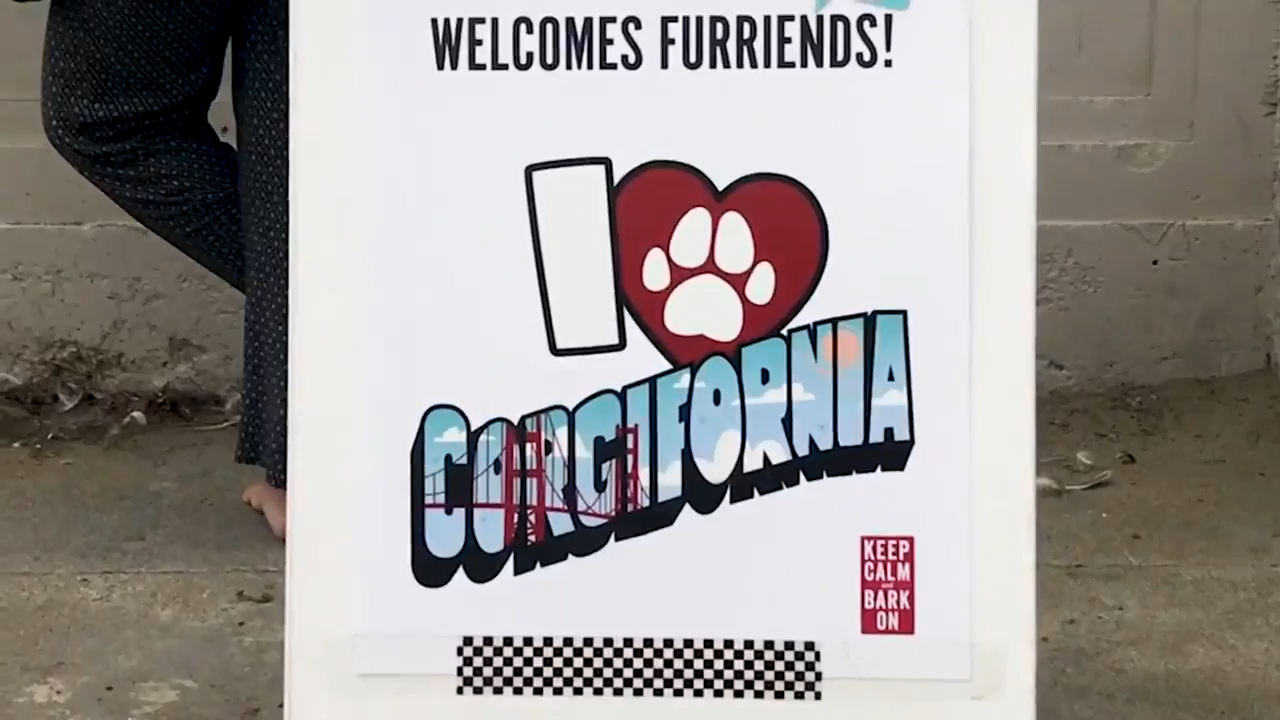 WELCOMES FURRIENDS!
I
CORGIFORNIA
KEEP
CALM
and
BARK
ON